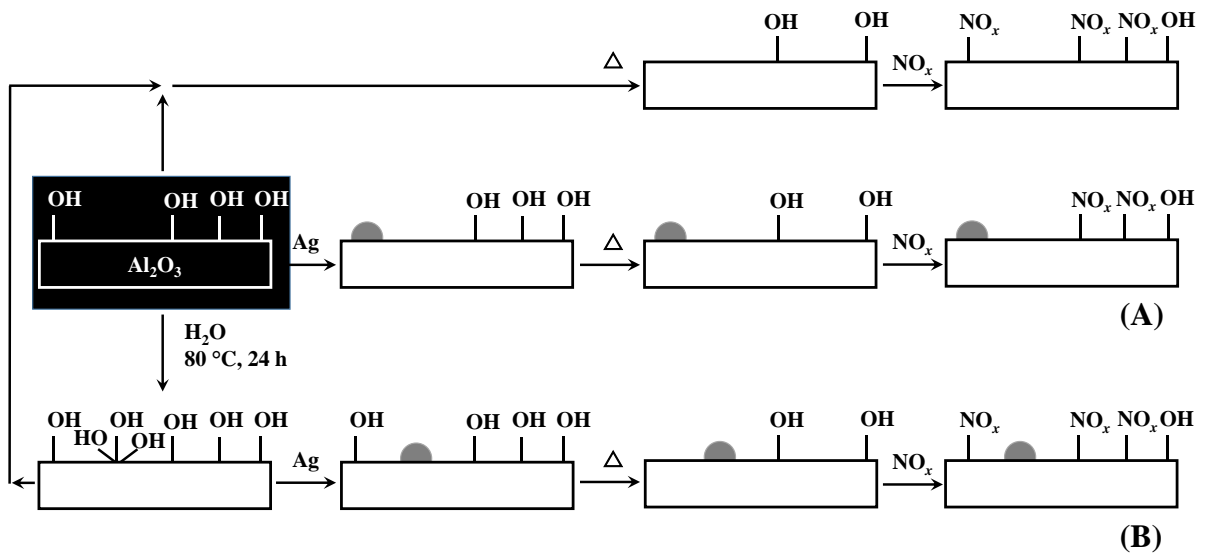 OH OH NOₓ NOₓ NOₓ OH
△ NOₓ
OH OH OH OH OH OH OH OH OH NOₓ NOₓ OH
Al₂O₃ Ag △ NOₓ
(A)
H₂O
80 °C, 24 h
OH OH OH OH OH OH OH OH OH OH OH NOₓ NOₓ NOₓ OH
HO OH
Ag △ NOₓ
(B)